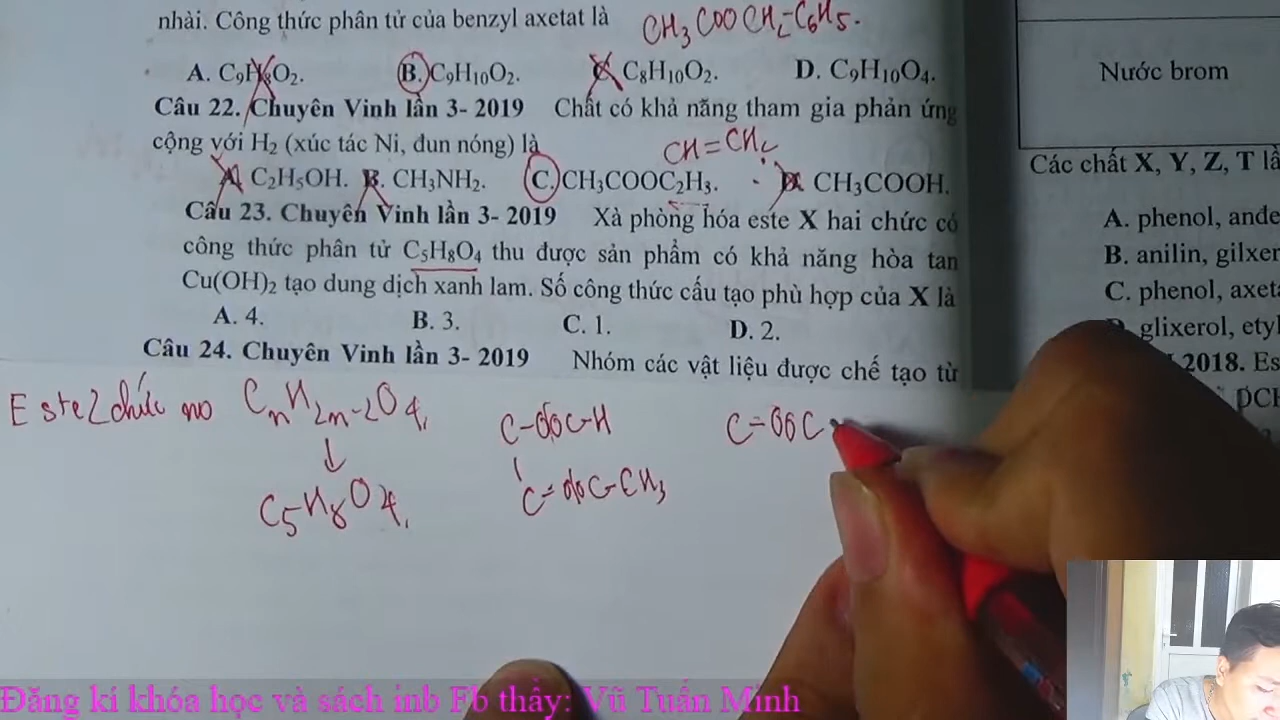 nhài. Công thức phân tử của benzyl axetat là
CH3COOCH2-C6H5.
A. C9H8O2. B. C9H10O2. C. C8H10O2. D. C9H10O4.
Câu 22. Chuyên Vinh lần 3- 2019 Chất có khả năng tham gia phản ứng
cộng với H2 (xúc tác Ni, đun nóng) là
CH=CH2
A. C2H5OH. B. CH3NH2. C. CH3COOC2H3. D. CH3COOH.
Câu 23. Chuyên Vinh lần 3- 2019 Xà phòng hóa este X hai chức có
công thức phân tử C5H8O4 thu được sản phẩm có khả năng hòa tan
Cu(OH)2 tạo dung dịch xanh lam. Số công thức cấu tạo phù hợp của X là
A. 4. B. 3. C. 1. D. 2.
Câu 24. Chuyên Vinh lần 3- 2019 Nhóm các vật liệu được chế tạo từ
Este 2 chức no CnH2n-2O4
C-OOC-H
C-OOC-CH3
C5H8O4
C-OOC
Nước brom
Các chất X, Y, Z, T
A. phenol,
B. anilin,
C. phenol,
glixerol,
2018.
Đăng kí khóa học và sách inb Fb thầy: Vũ Tuấn Minh